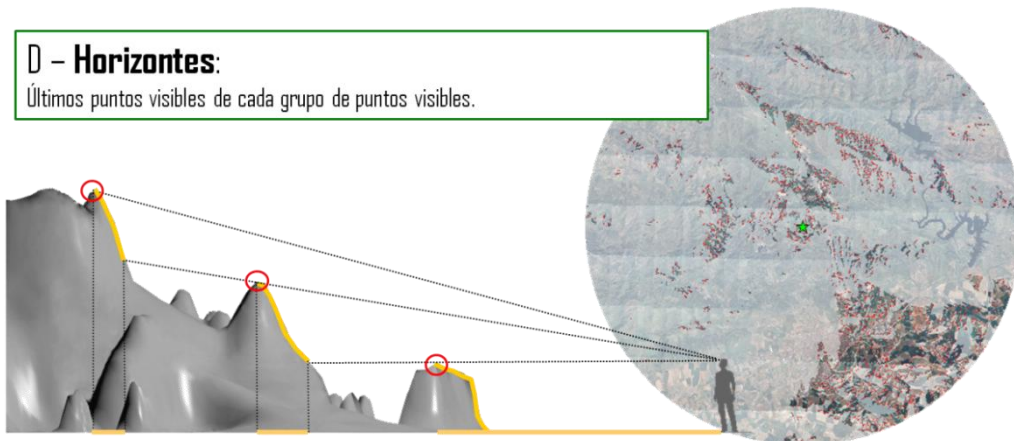 D – Horizontes:
Últimos puntos visibles de cada grupo de puntos visibles.